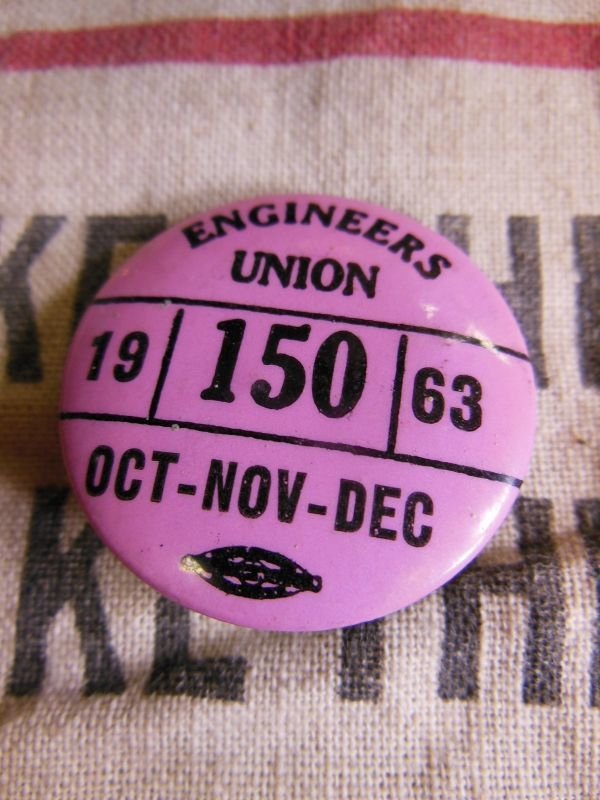 ENGINEERS
UNION
19 150 63
OCT-NOV-DEC